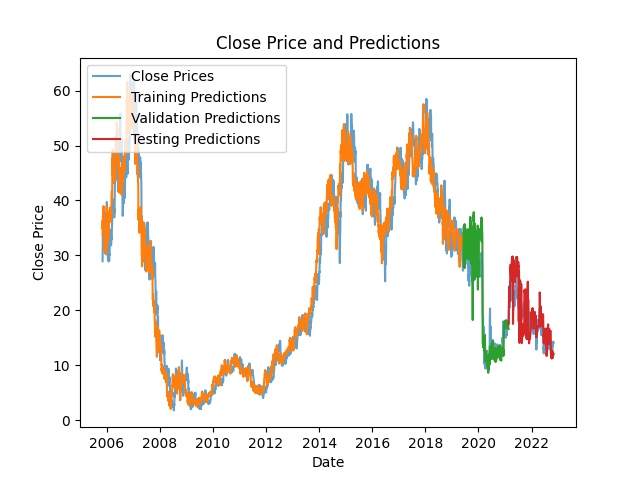 Close Price and Predictions
Close Prices
Training Predictions
Validation Predictions
Testing Predictions
Close Price
60
50
40
30
20
10
0
2006 2008 2010 2012 2014 2016 2018 2020 2022
Date